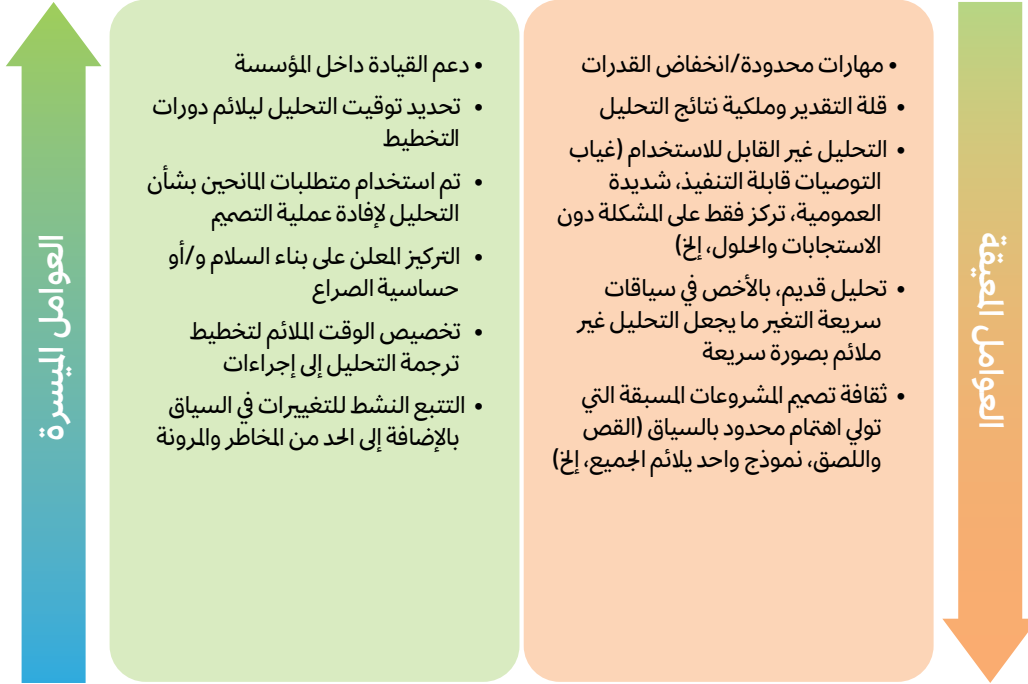 العوامل المعيقة
• مهارات محدودة/انخفاض القدرات
• قلة التقدير وملكية نتائج التحليل
• التحليل غير القابل للاستخدام (غياب
التوصيات قابلة التنفيذ، شديدة
العمومية، تركز فقط على المشكلة دون
الاستجابات والحلول، إلخ)
• تحليل قديم، بالأخص في سياقات
سريعة التغير ما يجعل التحليل غير
ملائم بصورة سريعة
• ثقافة تصميم المشروعات المسبقة التي
تولي اهتمام محدود بالسياق (القص
واللصق، نموذج واحد يلائم الجميع، إلخ)
• دعم القيادة داخل المؤسسة
• تحديد توقيت التحليل ليلائم دورات
التخطيط
• تم استخدام متطلبات المانحين بشأن
التحليل لإفادة عملية التصميم
• التركيز المعلن على بناء السلام و/أو
حساسية الصراع
• تخصيص الوقت الملائم لتخطيط
ترجمة التحليل إلى إجراءات
• التتبع النشط للتغييرات في السياق
بالإضافة إلى الحد من المخاطر والمرونة
العوامل الميسرة